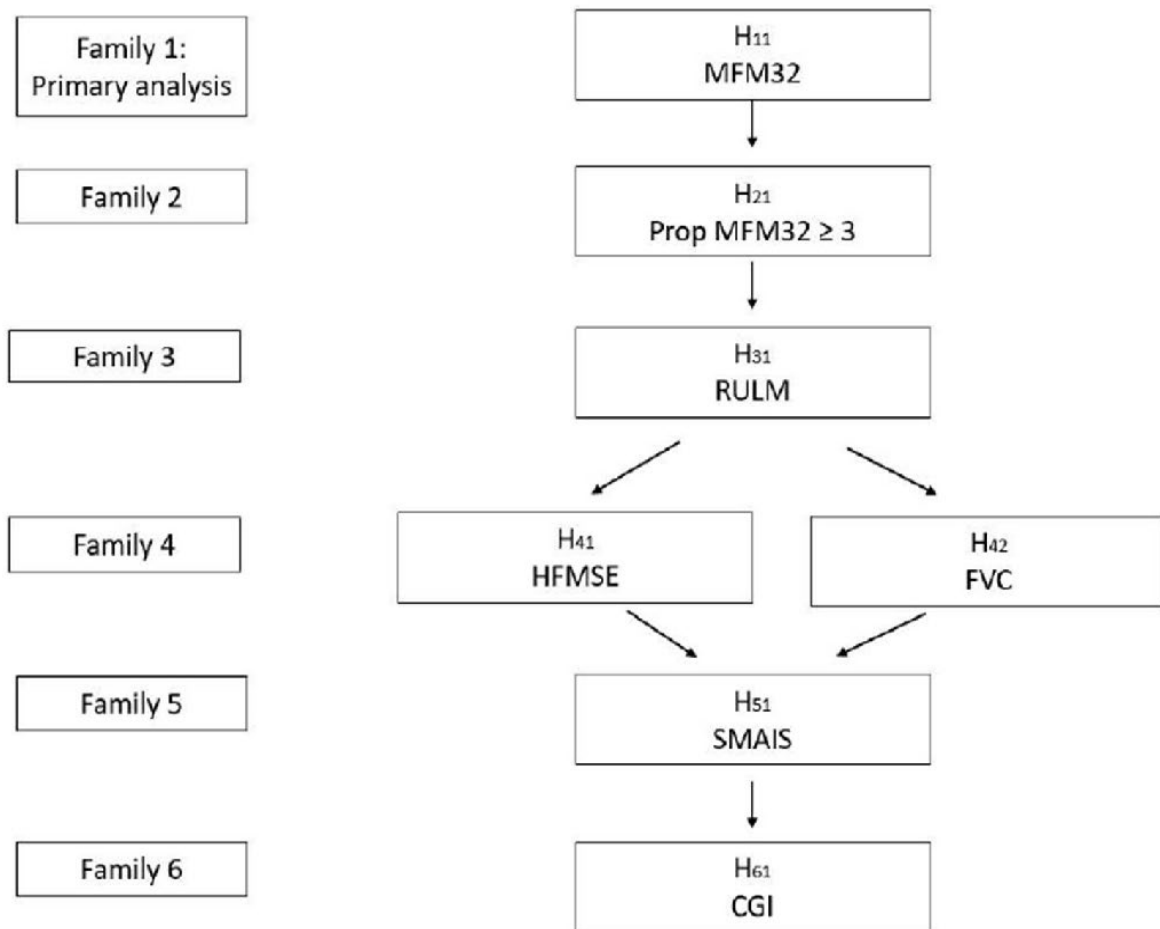 Family 1:
Primary analysis
H₁₁
MFM32
Family 2
H₂₁
Prop MFM32 ≥ 3
Family 3
H₃₁
RULM
Family 4
H₄₁
HFMSE
H₄₂
FVC
Family 5
H₅₁
SMAIS
Family 6
H₆₁
CGI